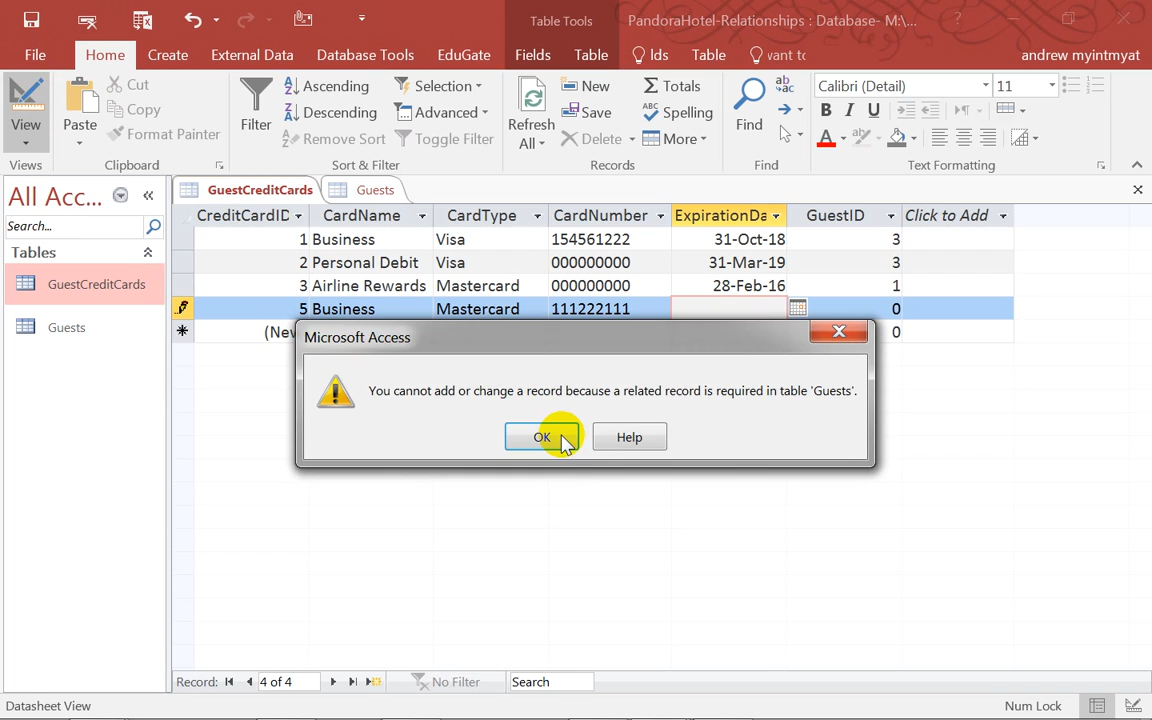 Table Tools PandoraHotel-Relationships : Database- M:\... ?
File Home Create External Data Database Tools EduGate Fields Table lds Table want to andrew myintmyat
View Paste Cut Copy Format Painter
Filter Ascending Descending Remove Sort Selection Advanced Toggle Filter
Refresh All New Save Delete Totals Spelling More
Find ab ac Calibri (Detail) 11
B I U A
Views Clipboard Sort & Filter Records Find Text Formatting
All Acc...
Search...
Tables
GuestCreditCards
Guests
GuestCreditCards Guests
CreditCardID CardName CardType CardNumber ExpirationDa GuestID Click to Add
1 Business Visa 154561222 31-Oct-18 3
2 Personal Debit Visa 000000000 31-Mar-19 3
3 Airline Rewards Mastercard 000000000 28-Feb-16 1
5 Business Mastercard 111222111 0
(Nev 0
Microsoft Access
You cannot add or change a record because a related record is required in table 'Guests'.
OK Help
Record: 4 of 4 No Filter Search
Datasheet View Num Lock